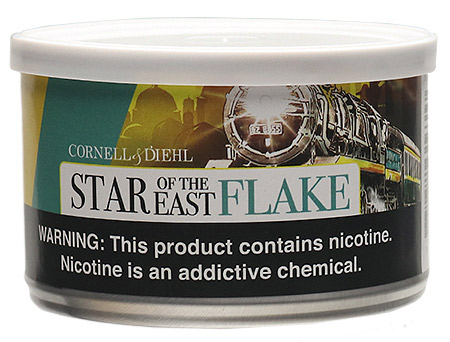 CORNELL & DIEHL
STAR OF THE EAST FLAKE
WARNING: This product contains nicotine.
Nicotine is an addictive chemical.